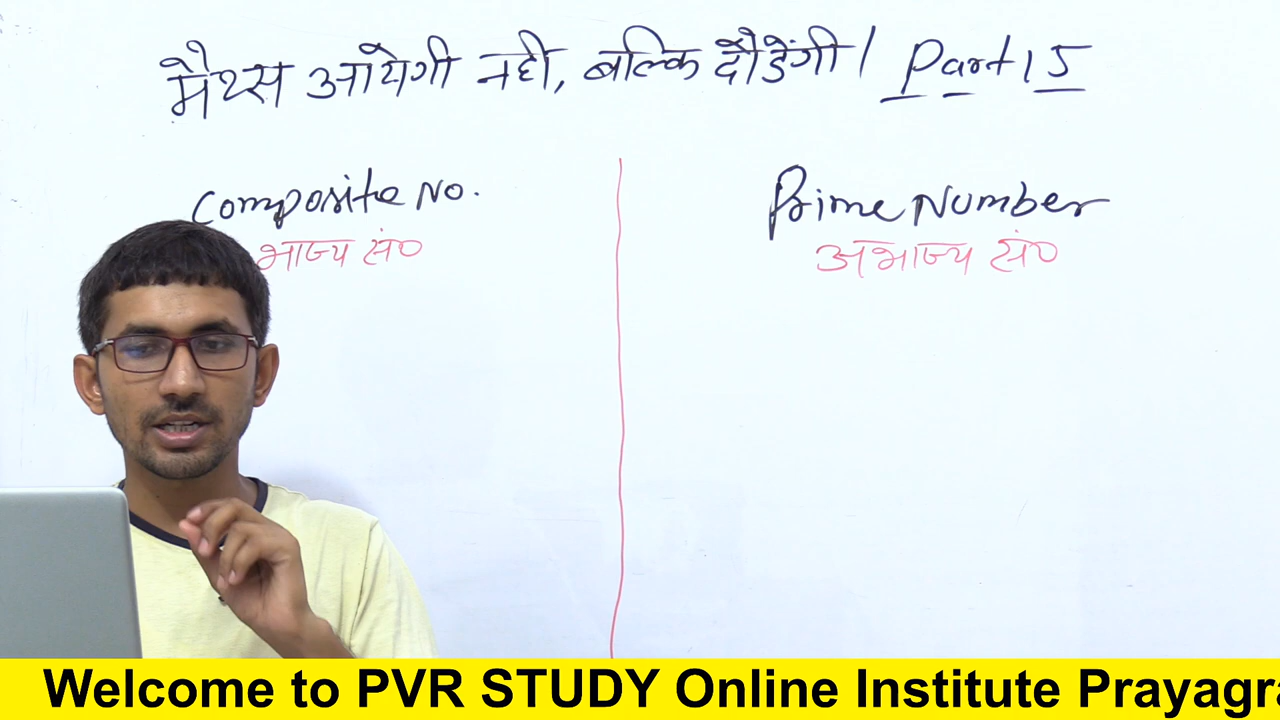 मैथ्स आयेगी नही, बल्कि दौडेंगी। Part 15
Composite No.
भाज्य सं०
Prime Number
अभाज्य सं०
Welcome to PVR STUDY Online Institute Prayagra